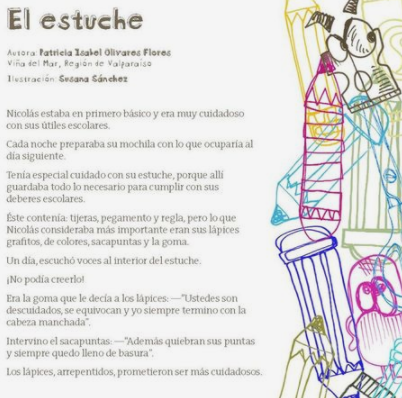 El estuche
Autora: Patricia Isabel Olivares Flores
Viña del Mar, Región de Valparaíso
Ilustración: Susana Sánchez
Nicolás estaba en primero básico y era muy cuidadoso
con sus útiles escolares.
Cada noche preparaba su mochila con lo que ocuparía al
día siguiente.
Tenía especial cuidado con su estuche, porque allí
guardaba todo lo necesario para cumplir con sus
deberes escolares.
Éste contenía: tijeras, pegamento y regla, pero lo que
Nicolás consideraba más importante eran sus lápices
grafitos, de colores, sacapuntas y la goma.
Un día, escuchó voces al interior del estuche.
¡No podía creerlo!
Era la goma que le decía a los lápices: —"Ustedes son
descuidados, se equivocan y yo siempre termino con la
cabeza manchada".
Intervino el sacapuntas: —"Además quiebran sus puntas
y siempre quedo lleno de basura".
Los lápices, arrepentidos, prometieron ser más cuidadosos.